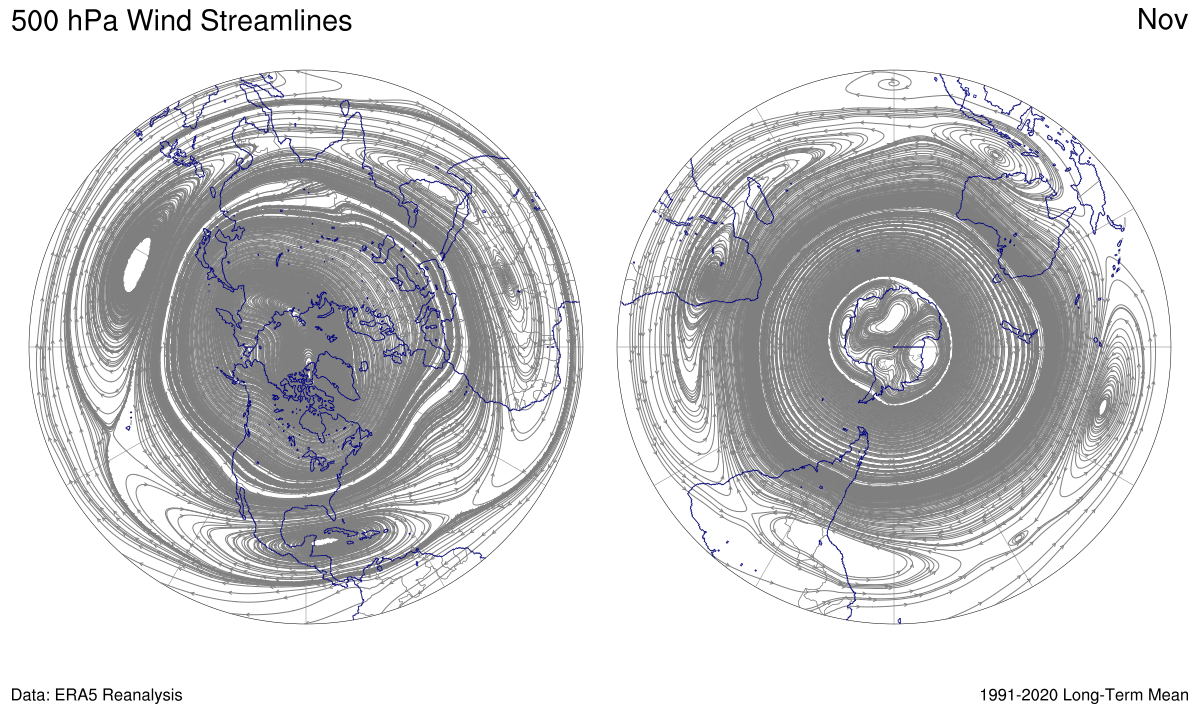 500 hPa Wind Streamlines
Nov
Data: ERA5 Reanalysis
1991-2020 Long-Term Mean